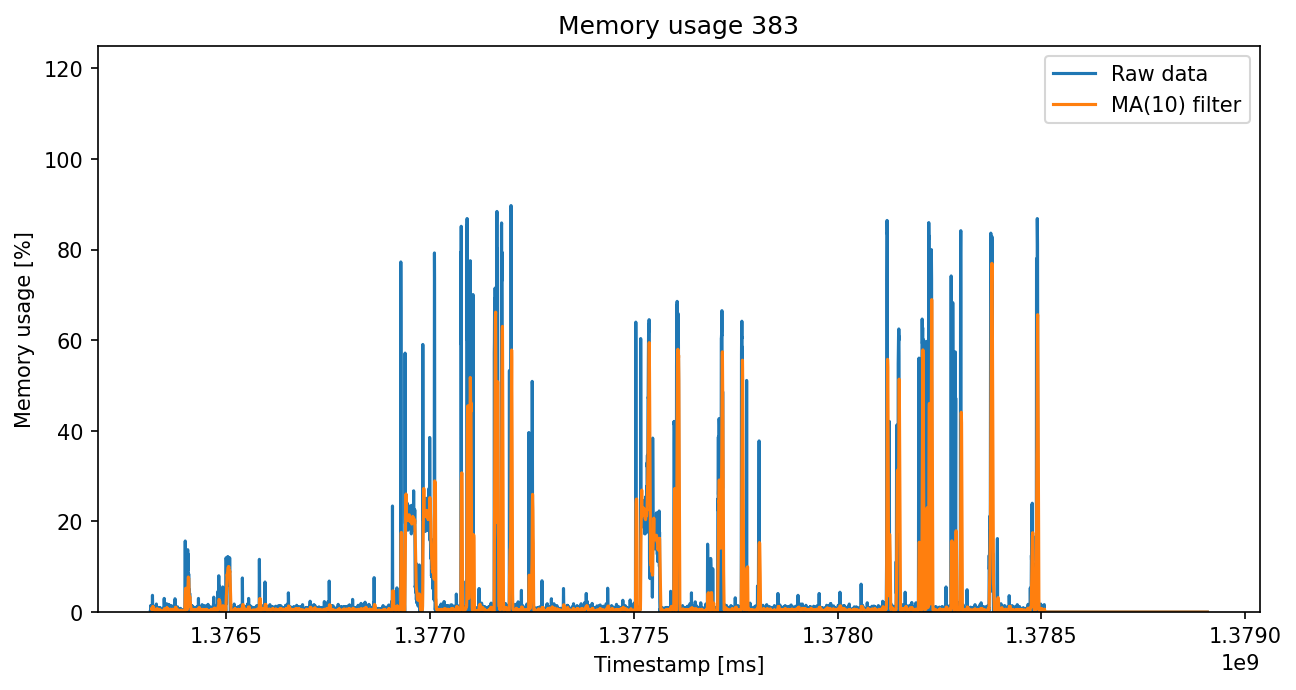 Memory usage 383
Raw data
MA(10) filter
Memory usage [%]
120
100
80
60
40
20
0
1.3765 1.3770 1.3775 1.3780 1.3785 1.3790
1e9
Timestamp [ms]